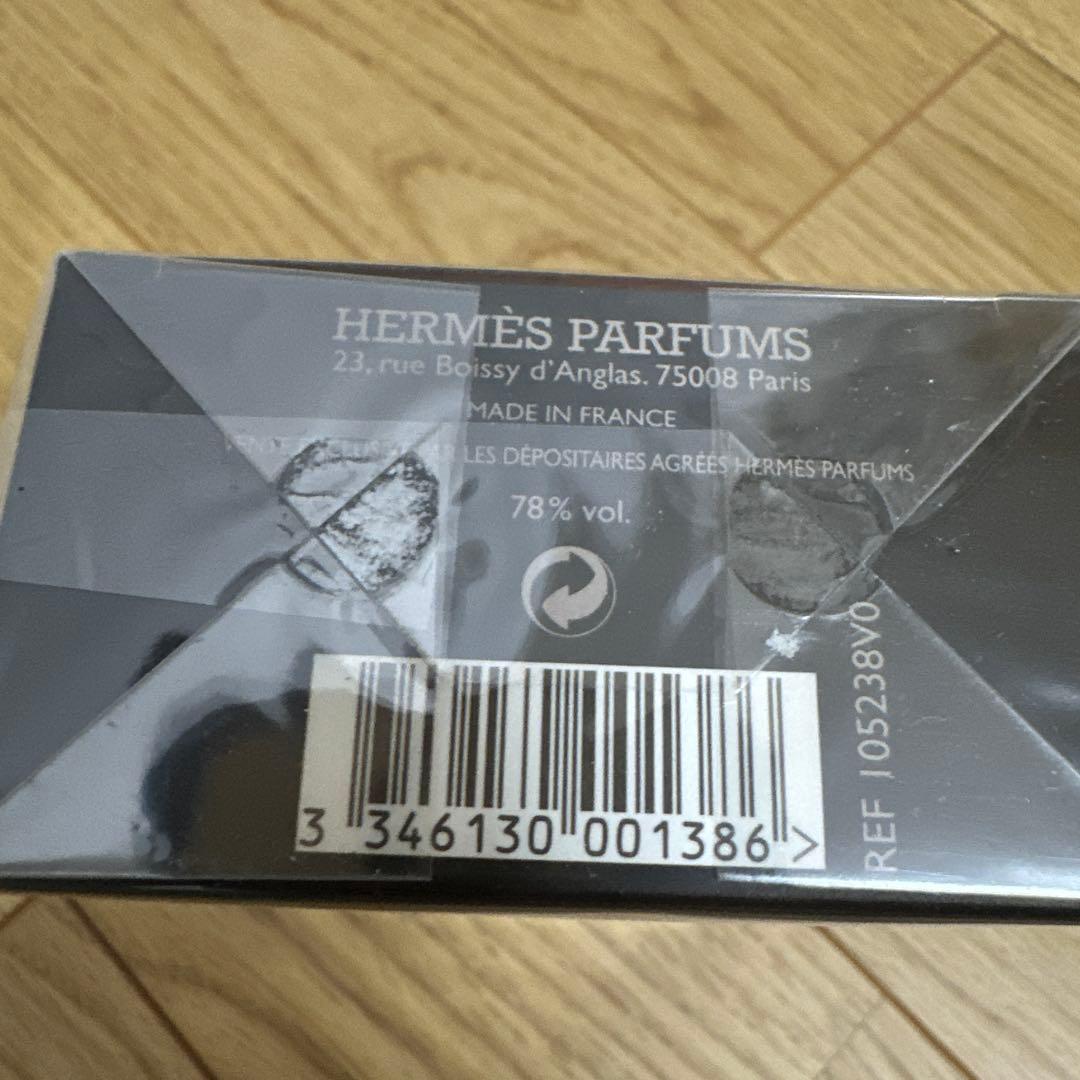 HERMÈS PARFUMS
23, rue Boissy d'Anglas. 75008 Paris
MADE IN FRANCE
LES DÉPOSITAIRES AGRÉÉS HERMÈS PARFUMS
78% vol.
REF 105238V0
3 346130 001386 >